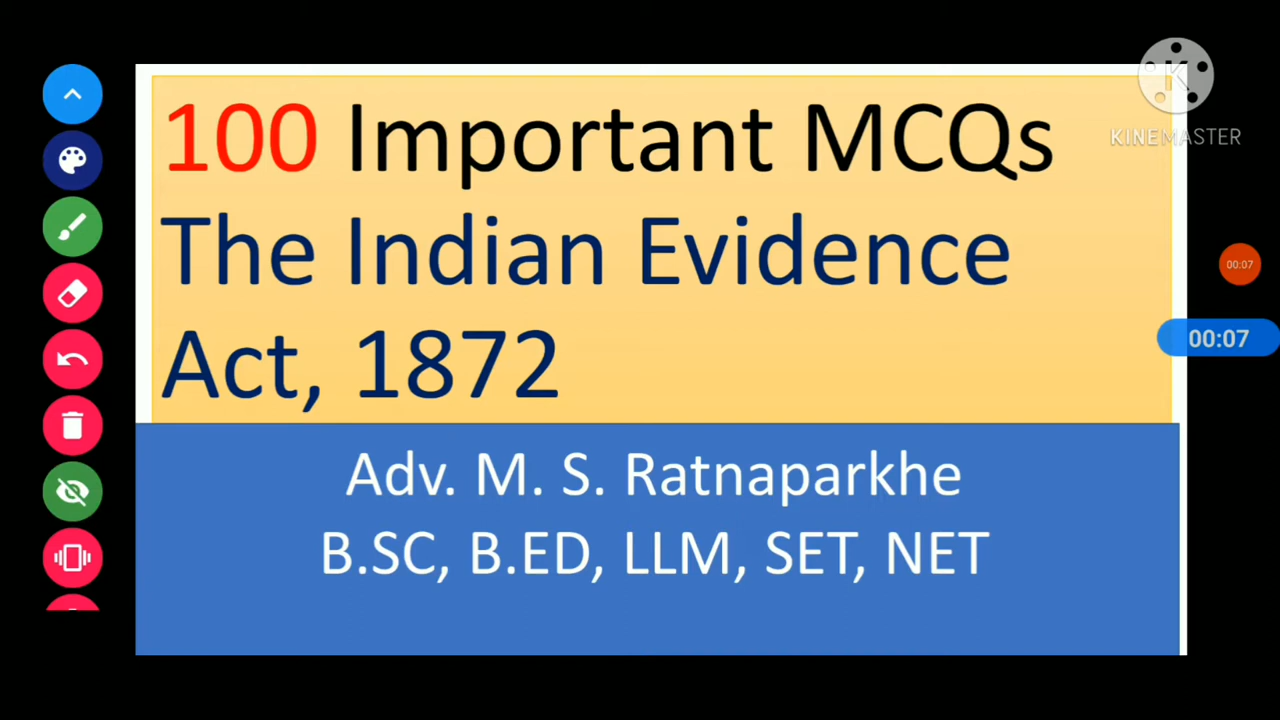 100 Important MCQs
The Indian Evidence
Act, 1872
Adv. M. S. Ratnaparkhe
B.SC, B.ED, LLM, SET, NET
K
KINEMASTER
00:07
00:07